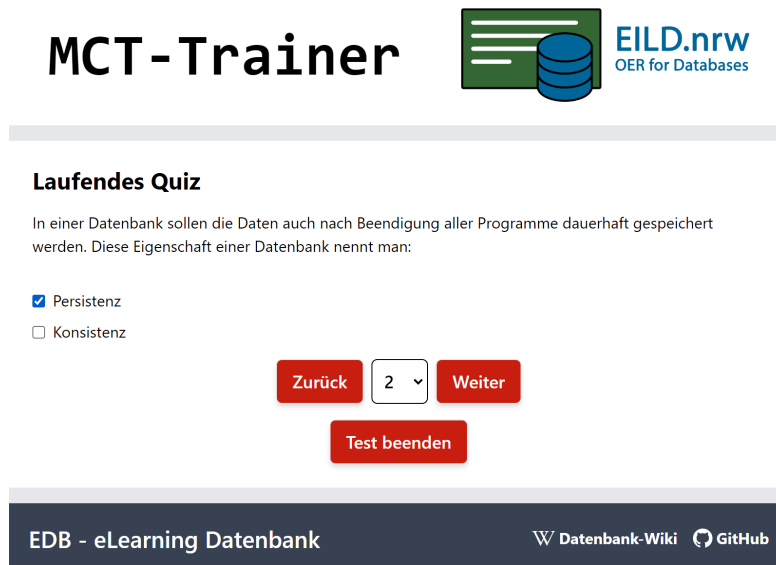 MCT-Trainer
EILD.nrw
OER for Databases
Laufendes Quiz
In einer Datenbank sollen die Daten auch nach Beendigung aller Programme dauerhaft gespeichert
werden. Diese Eigenschaft einer Datenbank nennt man:
Persistenz
Konsistenz
Zurück 2 Weiter
Test beenden
EDB - eLearning Datenbank W Datenbank-Wiki GitHub